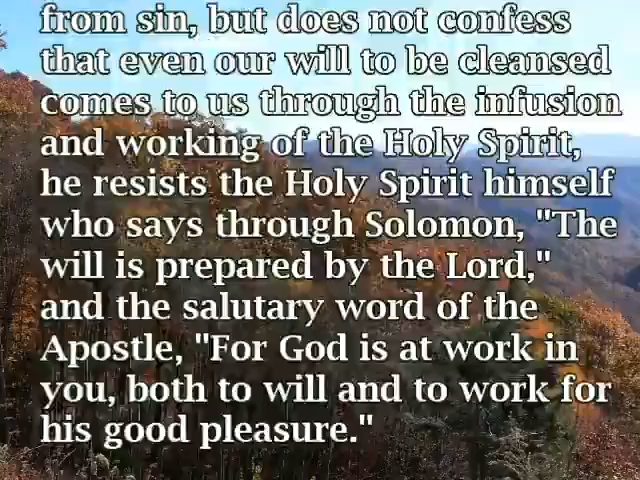 from sin, but does not confess
that even our will to be cleansed
comes to us through the infusion
and working of the Holy Spirit,
he resists the Holy Spirit himself
who says through Solomon, "The
will is prepared by the Lord,"
and the salutary word of the
Apostle, "For God is at work in
you, both to will and to work for
his good pleasure."